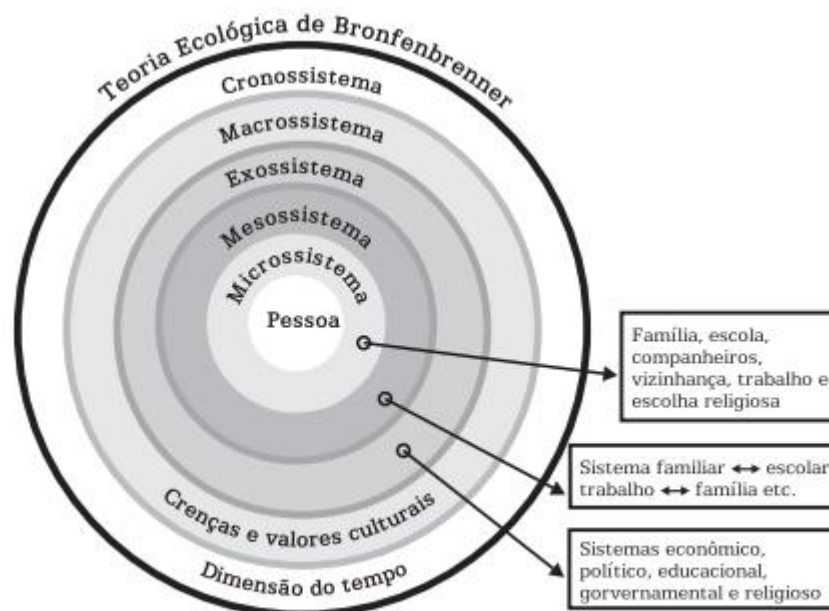 Teoria Ecológica de Bronfenbrenner
Cronossistema
Macrossistema
Exossistema
Mesossistema
Microssistema
Pessoa
Família, escola,
companheiros,
vizinhança, trabalho e
escolha religiosa
Sistema familiar ↔ escolar
trabalho ↔ família etc.
Crenças e valores culturais
Sistemas econômico,
político, educacional,
gorvernamental e religioso
Dimensão do tempo